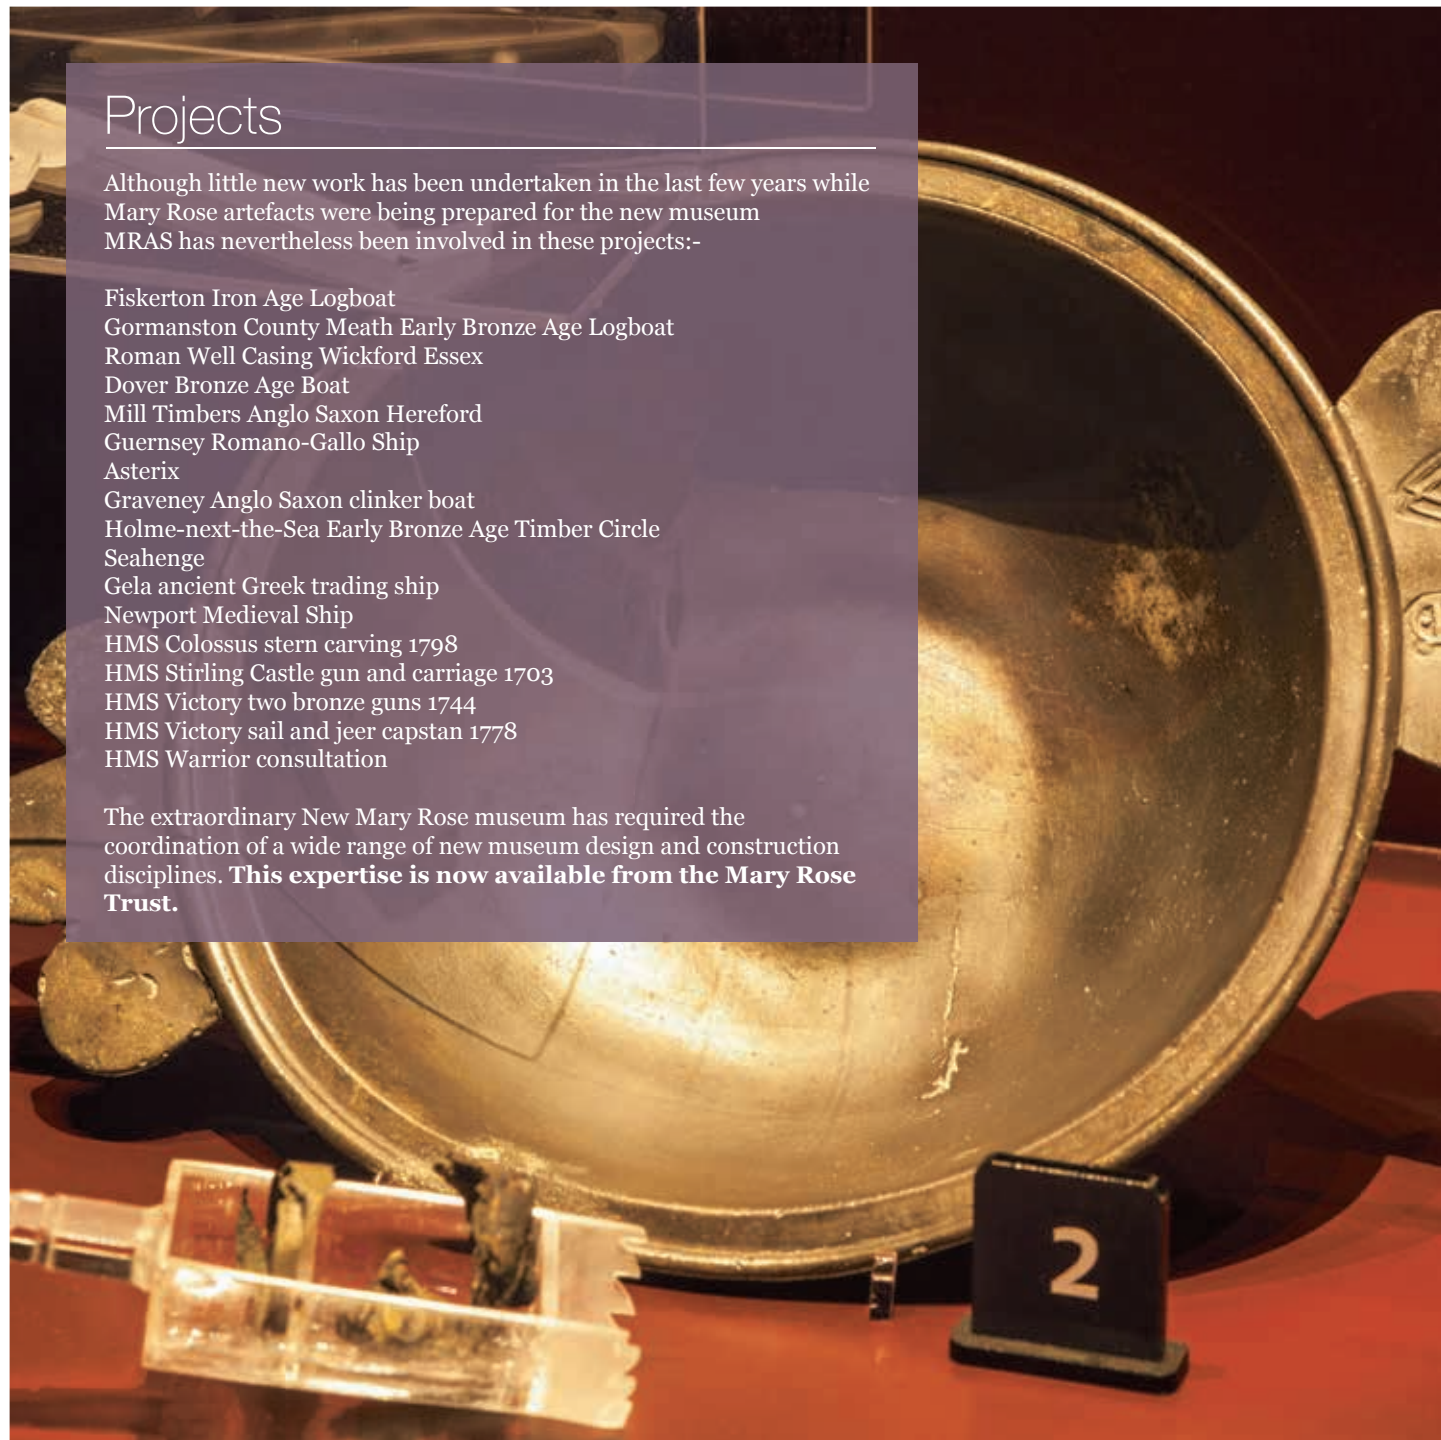 Projects
Although little new work has been undertaken in the last few years while
Mary Rose artefacts were being prepared for the new museum
MRAS has nevertheless been involved in these projects:-
Fiskerton Iron Age Logboat
Gormanston County Meath Early Bronze Age Logboat
Roman Well Casing Wickford Essex
Dover Bronze Age Boat
Mill Timbers Anglo Saxon Hereford
Guernsey Romano-Gallo Ship
Asterix
Graveney Anglo Saxon clinker boat
Holme-next-the-Sea Early Bronze Age Timber Circle
Seahenge
Gela ancient Greek trading ship
Newport Medieval Ship
HMS Colossus stern carving 1798
HMS Stirling Castle gun and carriage 1703
HMS Victory two bronze guns 1744
HMS Victory sail and jeer capstan 1778
HMS Warrior consultation
The extraordinary New Mary Rose museum has required the
coordination of a wide range of new museum design and construction
disciplines. This expertise is now available from the Mary Rose
Trust.
2